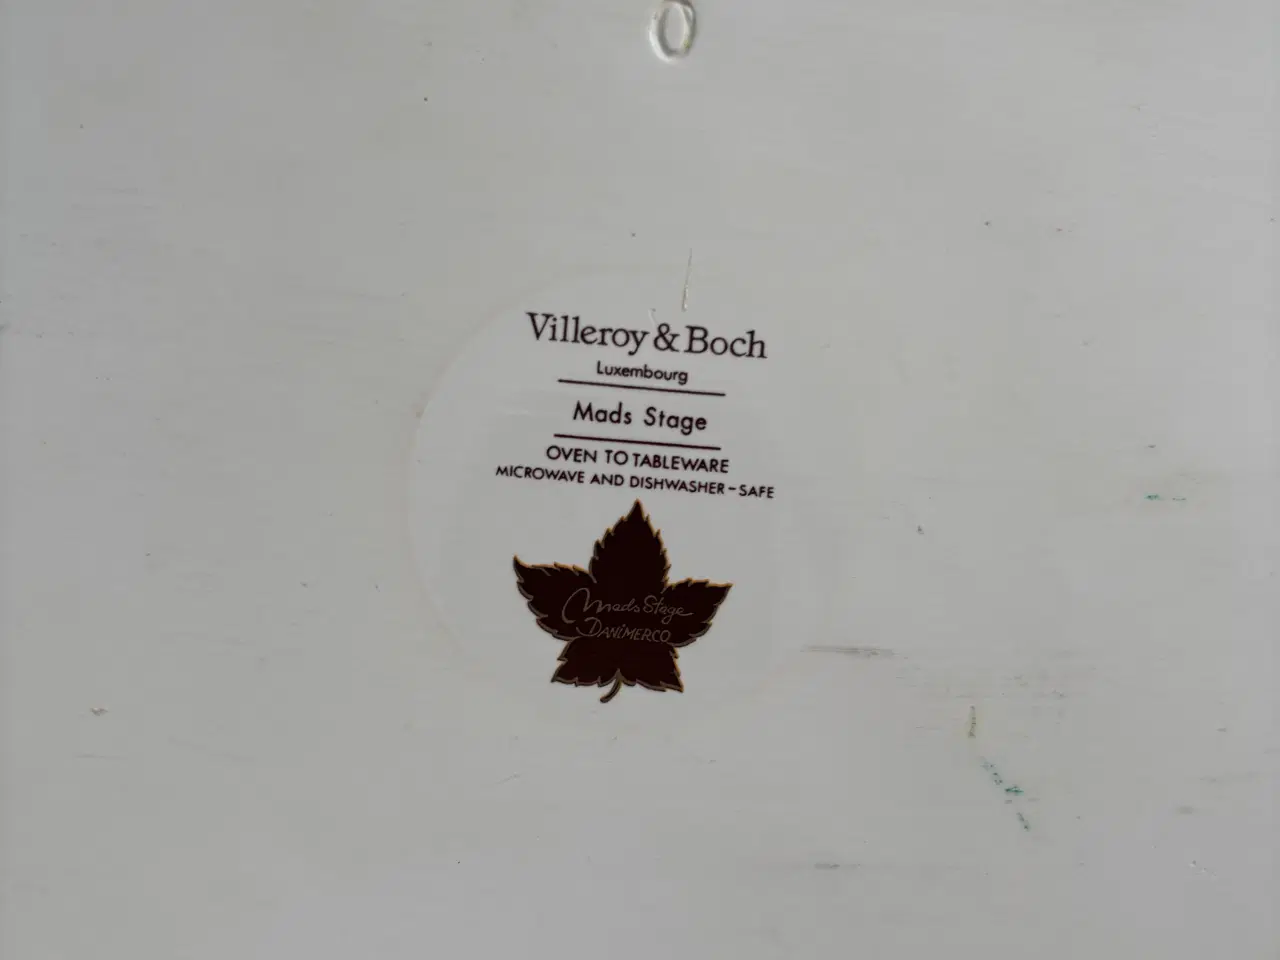 Villeroy & Boch
Luxembourg
Mads Stage
OVEN TO TABLEWARE
MICROWAVE AND DISHWASHER-SAFE
Mads Stage
DANIMERCO